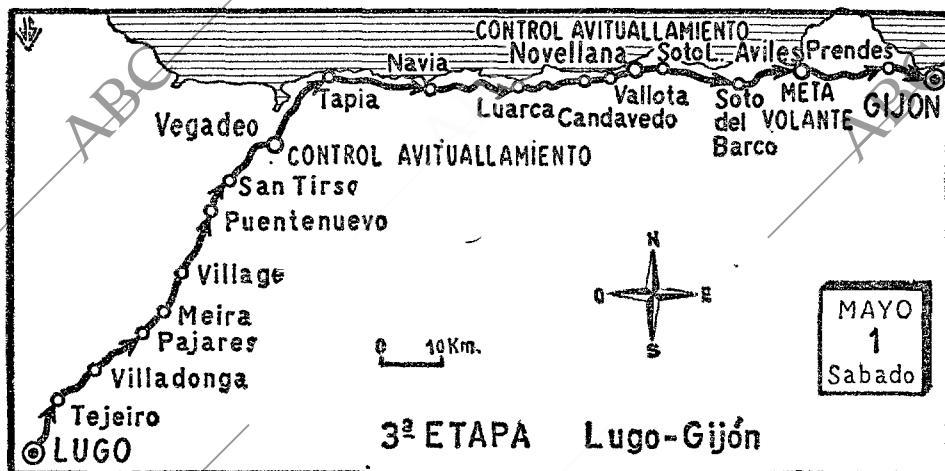 CONTROL AVITUALLAMIENTO
Novellana
Soto L.
Aviles
Prendes
Navia
Tapia
Luarca
Candavedo
Vallota
Soto
del
Barco
META
VOLANTE
GIJON
Vegadeo
CONTROL AVITUALLAMIENTO
San Tirso
Puentenuevo
Village
Meira
Pajares
Villadonga
Tejeiro
LUGO
N
O
E
S
0 10Km.
MAYO
1
Sabado
3ª ETAPA Lugo-Gijón
ABC
ABC